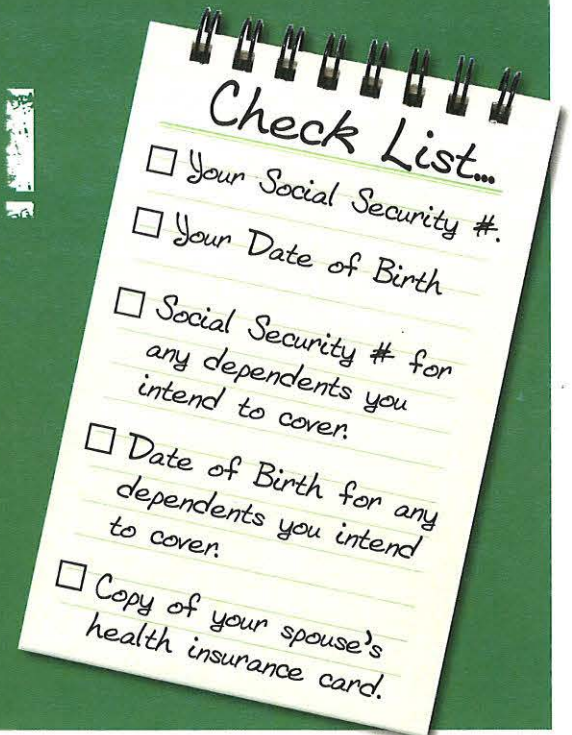 Check List...
Your Social Security #.
Your Date of Birth
Social Security # for
any dependents you
intend to cover.
Date of Birth for any
dependents you intend
to cover.
Copy of your spouse's
health insurance card.